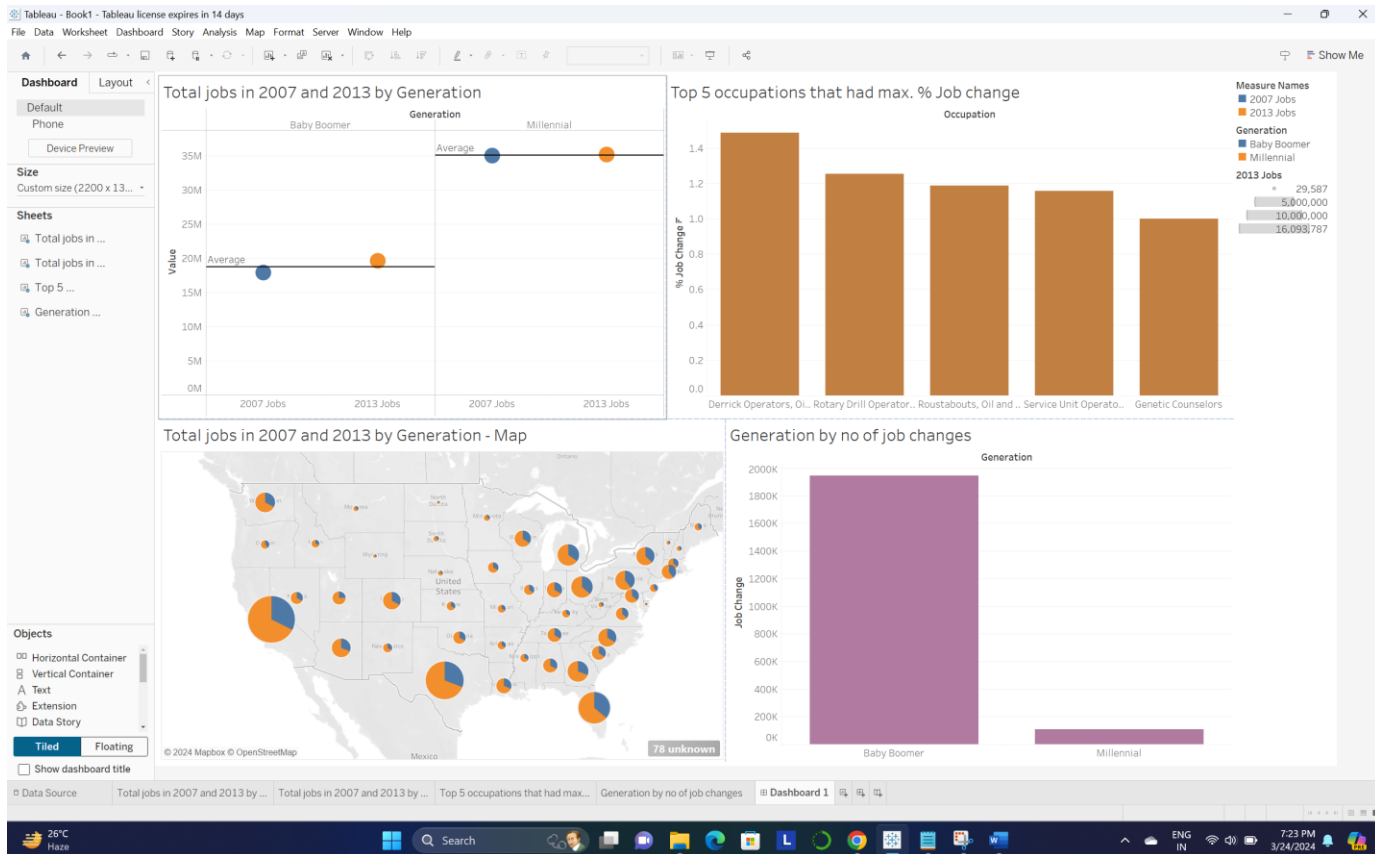 Tableau - Book1 - Tableau license expires in 14 days
File Data Worksheet Dashboard Story Analysis Map Format Server Window Help
Show Me
Dashboard Layout
Default
Phone
Device Preview
Size
Custom size (2200 x 13...
Sheets
Total jobs in ...
Total jobs in ...
Top 5 ...
Generation ...
Objects
Horizontal Container
Vertical Container
Text
Extension
Data Story
Tiled Floating
Show dashboard title
Total jobs in 2007 and 2013 by Generation
Generation
Baby Boomer Millennial
Value
35M
30M
25M
20M
15M
10M
5M
0M
Average
Average
2007 Jobs 2013 Jobs 2007 Jobs 2013 Jobs
Top 5 occupations that had max. % Job change
Occupation
% Job Change
1.4
1.2
1.0
0.8
0.6
0.4
0.2
0.0
Derrick Operators, Oi.. Rotary Drill Operator.. Roustabouts, Oil and .. Service Unit Operato.. Genetic Counselors
Measure Names
2007 Jobs
2013 Jobs
Generation
Baby Boomer
Millennial
2013 Jobs
29,587
5,000,000
10,000,000
16,093,787
Total jobs in 2007 and 2013 by Generation - Map
Ontario
United
States
Mexico
© 2024 Mapbox © OpenStreetMap
78 unknown
Generation by no of job changes
Generation
Job Change
2000K
1800K
1600K
1400K
1200K
1000K
800K
600K
400K
200K
0K
Baby Boomer Millennial
Data Source Total jobs in 2007 and 2013 by ... Total jobs in 2007 and 2013 by ... Top 5 occupations that had max... Generation by no of job changes Dashboard 1
26°C
Haze
Search
ENG
IN
7:23 PM
3/24/2024